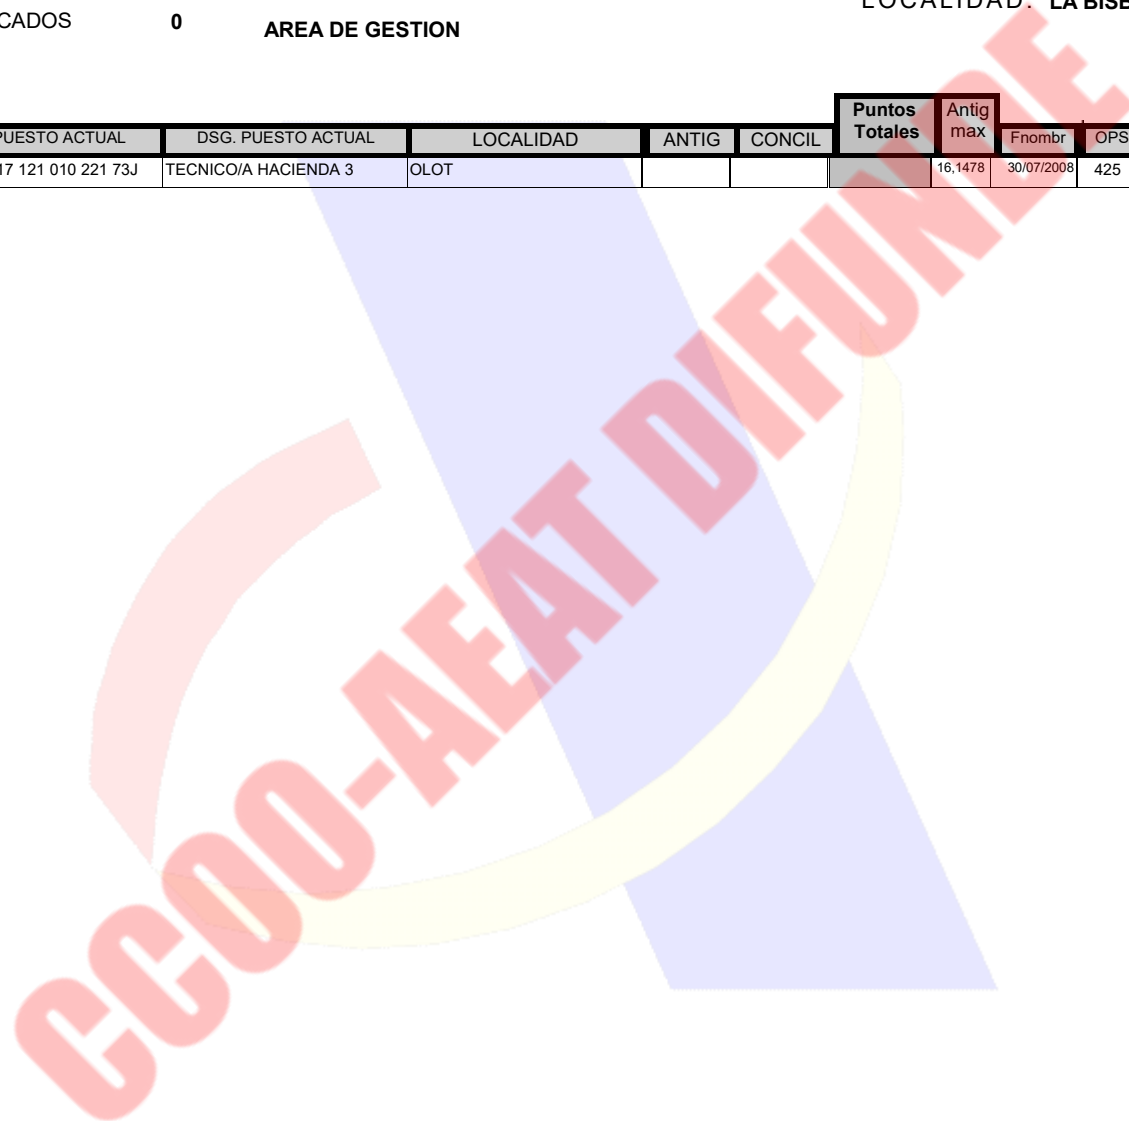 LOCALIDAD: LA BISB
CADOS 0 AREA DE GESTION
PUESTO ACTUAL DSG. PUESTO ACTUAL LOCALIDAD ANTIG CONCIL Puntos Totales Antig max Fnombr OPS
17 121 010 221 73J TECNICO/A HACIENDA 3 OLOT 16,1478 30/07/2008 425
CCOO-AEAT DIFUNDE